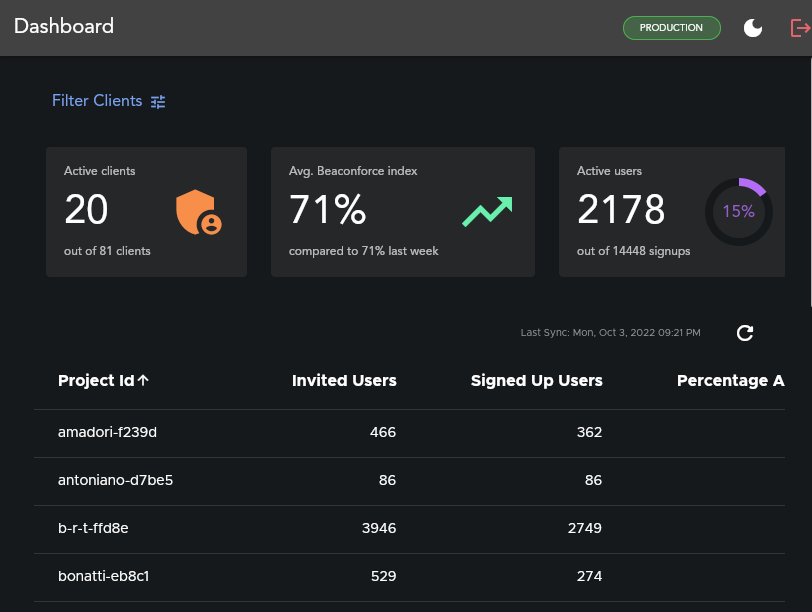 Dashboard
PRODUCTION
Filter Clients
Active clients
20
out of 81 clients
Avg. Beaconforce index
71%
compared to 71% last week
Active users
2178
15%
out of 14448 signups
Last Sync: Mon, Oct 3, 2022 09:21 PM
Project Id Invited Users Signed Up Users Percentage A
amadori-f239d 466 362
antoniano-d7be5 86 86
b-r-t-ffd8e 3946 2749
bonatti-eb8c1 529 274